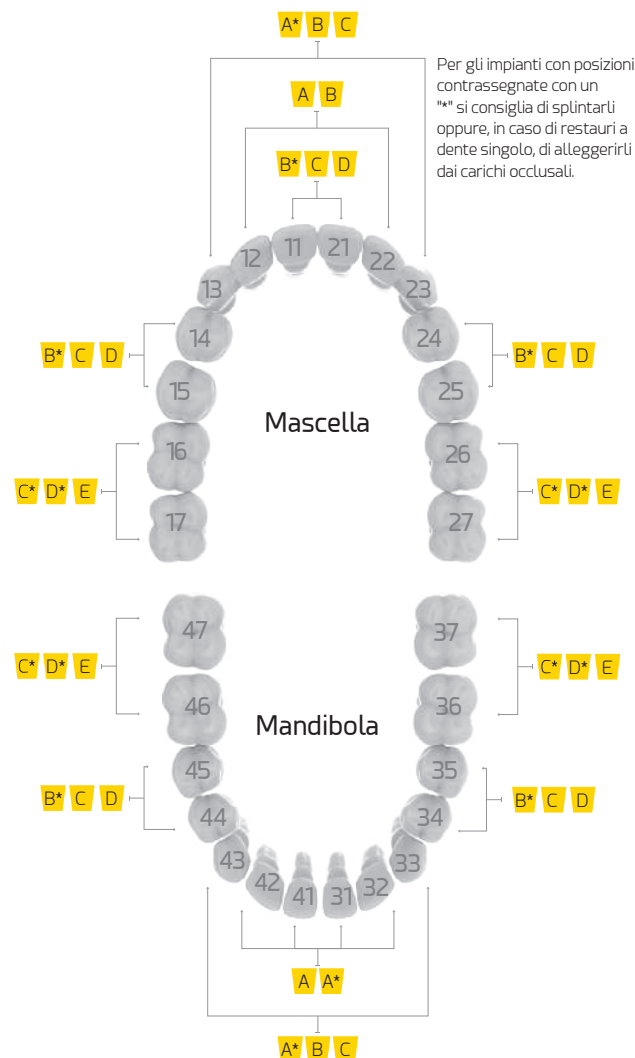 A* B C
Per gli impianti con posizioni
contrassegnate con un
"*" si consiglia di splintarli
oppure, in caso di restauri a
dente singolo, di alleggerirli
dai carichi occlusali.
A B
B* C D
11 21
12 22
13 23
14 24
B* C D B* C D
15 25
Mascella
16 26
C* D* E C* D* E
17 27
47 37
C* D* E C* D* E
46 36
Mandibola
45 35
B* C D B* C D
44 34
43 33
42 32
41 31
A A*
A* B C